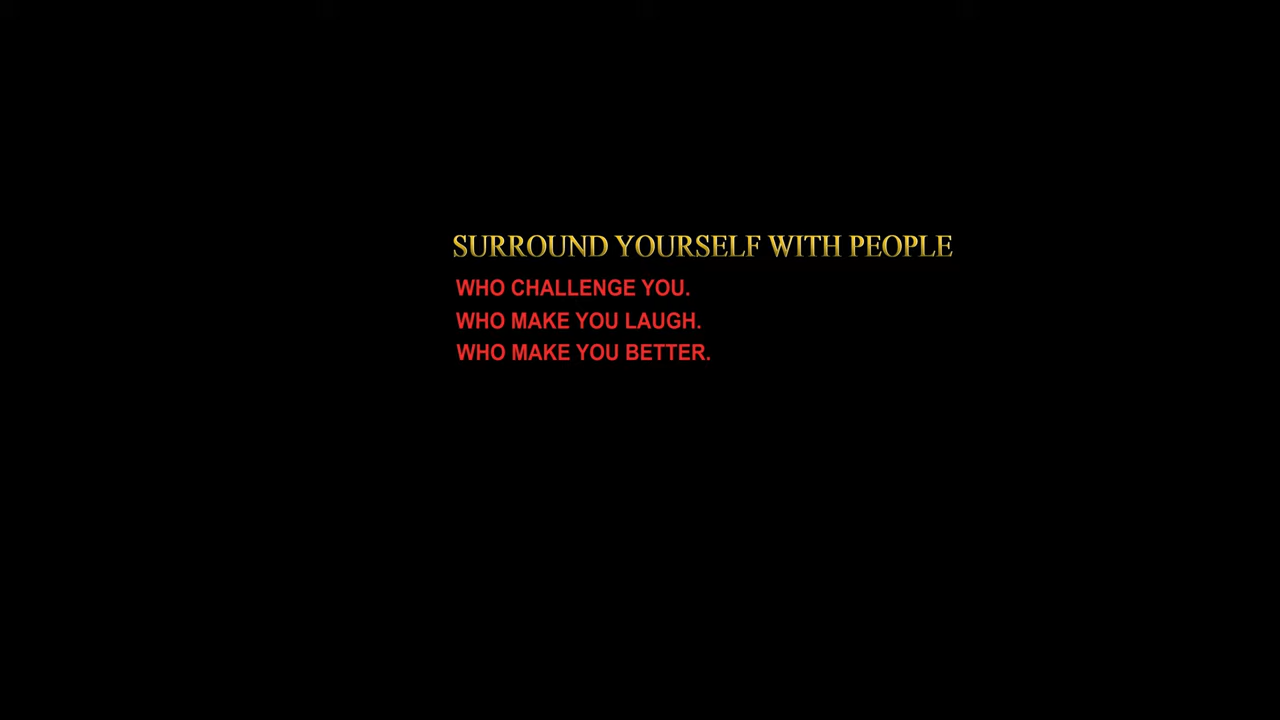 SURROUND YOURSELF WITH PEOPLE
WHO CHALLENGE YOU.
WHO MAKE YOU LAUGH.
WHO MAKE YOU BETTER.